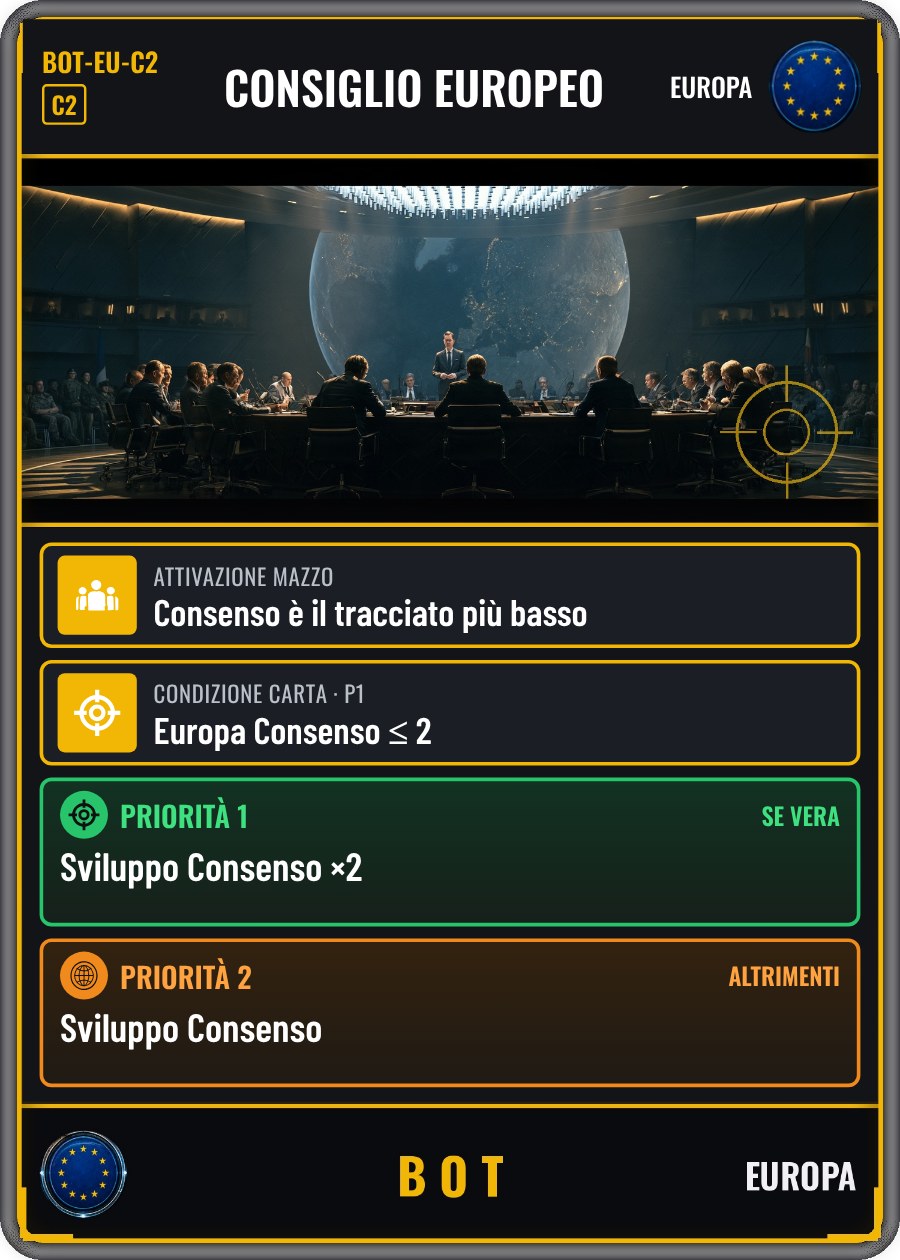 BOT-EU-C2
C2
CONSIGLIO EUROPEO
EUROPA
ATTIVAZIONE MAZZO
Consenso è il tracciato più basso
CONDIZIONE CARTA · P1
Europa Consenso ≤ 2
PRIORITÀ 1
SE VERA
Sviluppo Consenso ×2
PRIORITÀ 2
ALTRIMENTI
Sviluppo Consenso
BOT
EUROPA